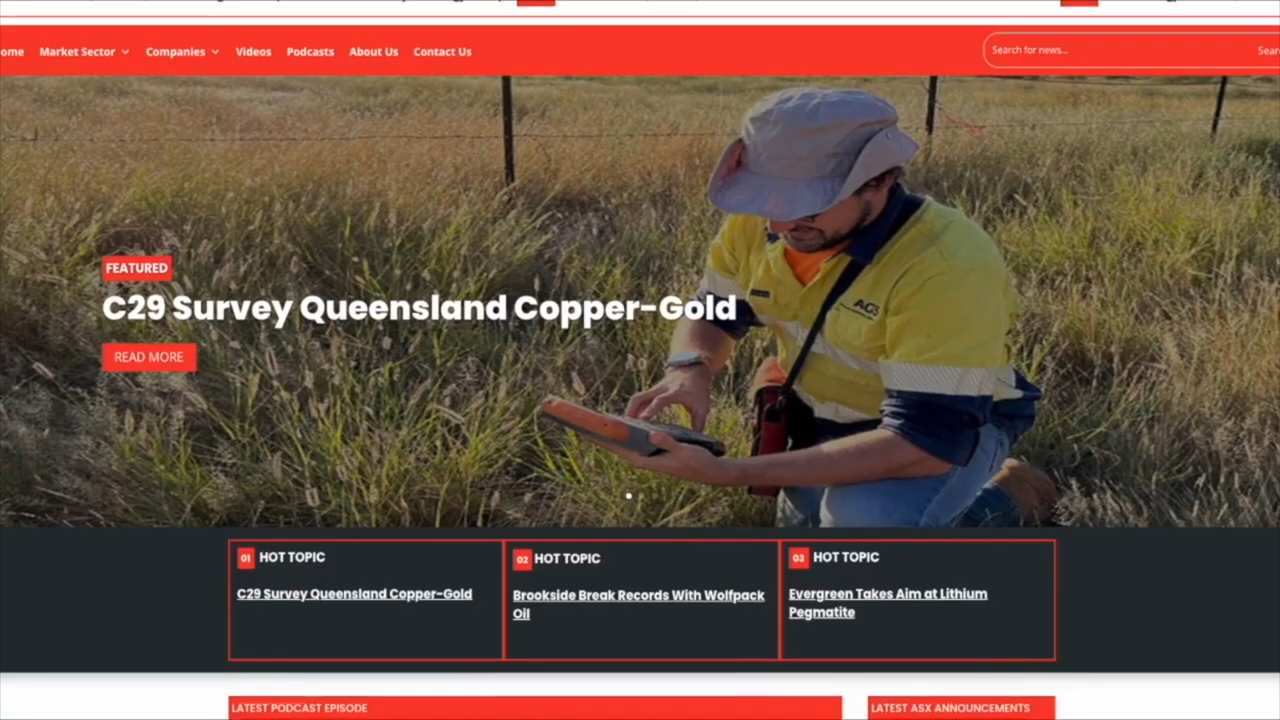 ome Market Sector Companies Videos Podcasts About Us Contact Us Search for news... Sear
AGS
FEATURED
C29 Survey Queensland Copper-Gold
READ MORE
01 HOT TOPIC
C29 Survey Queensland Copper-Gold
02 HOT TOPIC
Brookside Break Records With Wolfpack
Oil
03 HOT TOPIC
Evergreen Takes Aim at Lithium
Pegmatite
LATEST PODCAST EPISODE
LATEST ASX ANNOUNCEMENTS